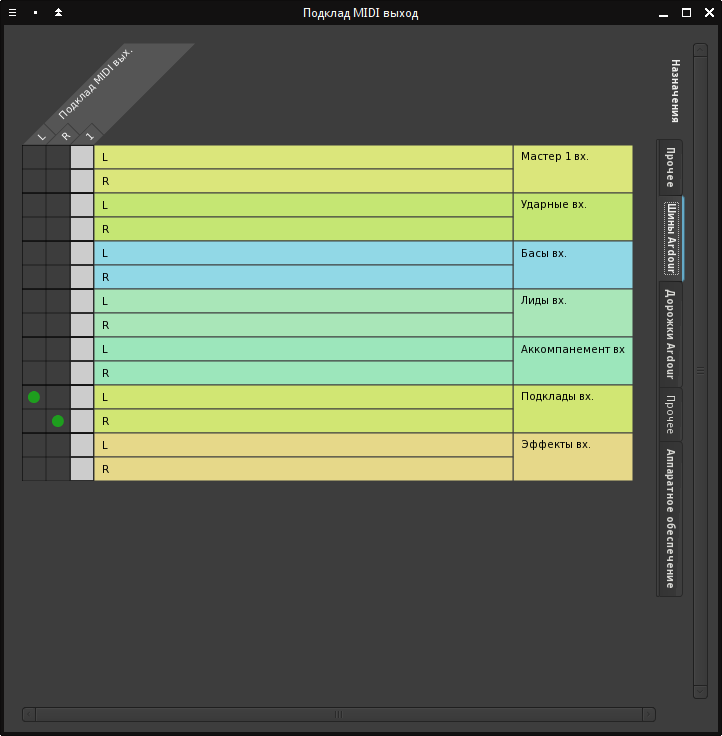 Подклад MIDI выход
Подклад MIDI вых.
L
R
1
L
Мастер 1 вх.
R
L
Ударные вх.
R
L
Басы вх.
R
L
Лиды вх.
R
L
Аккомпанемент вх
R
L
Подклады вх.
R
L
Эффекты вх.
R
Назначения
Прочее
Шины Ardour
Дорожки Ardour
Прочее
Аппаратное обеспечение